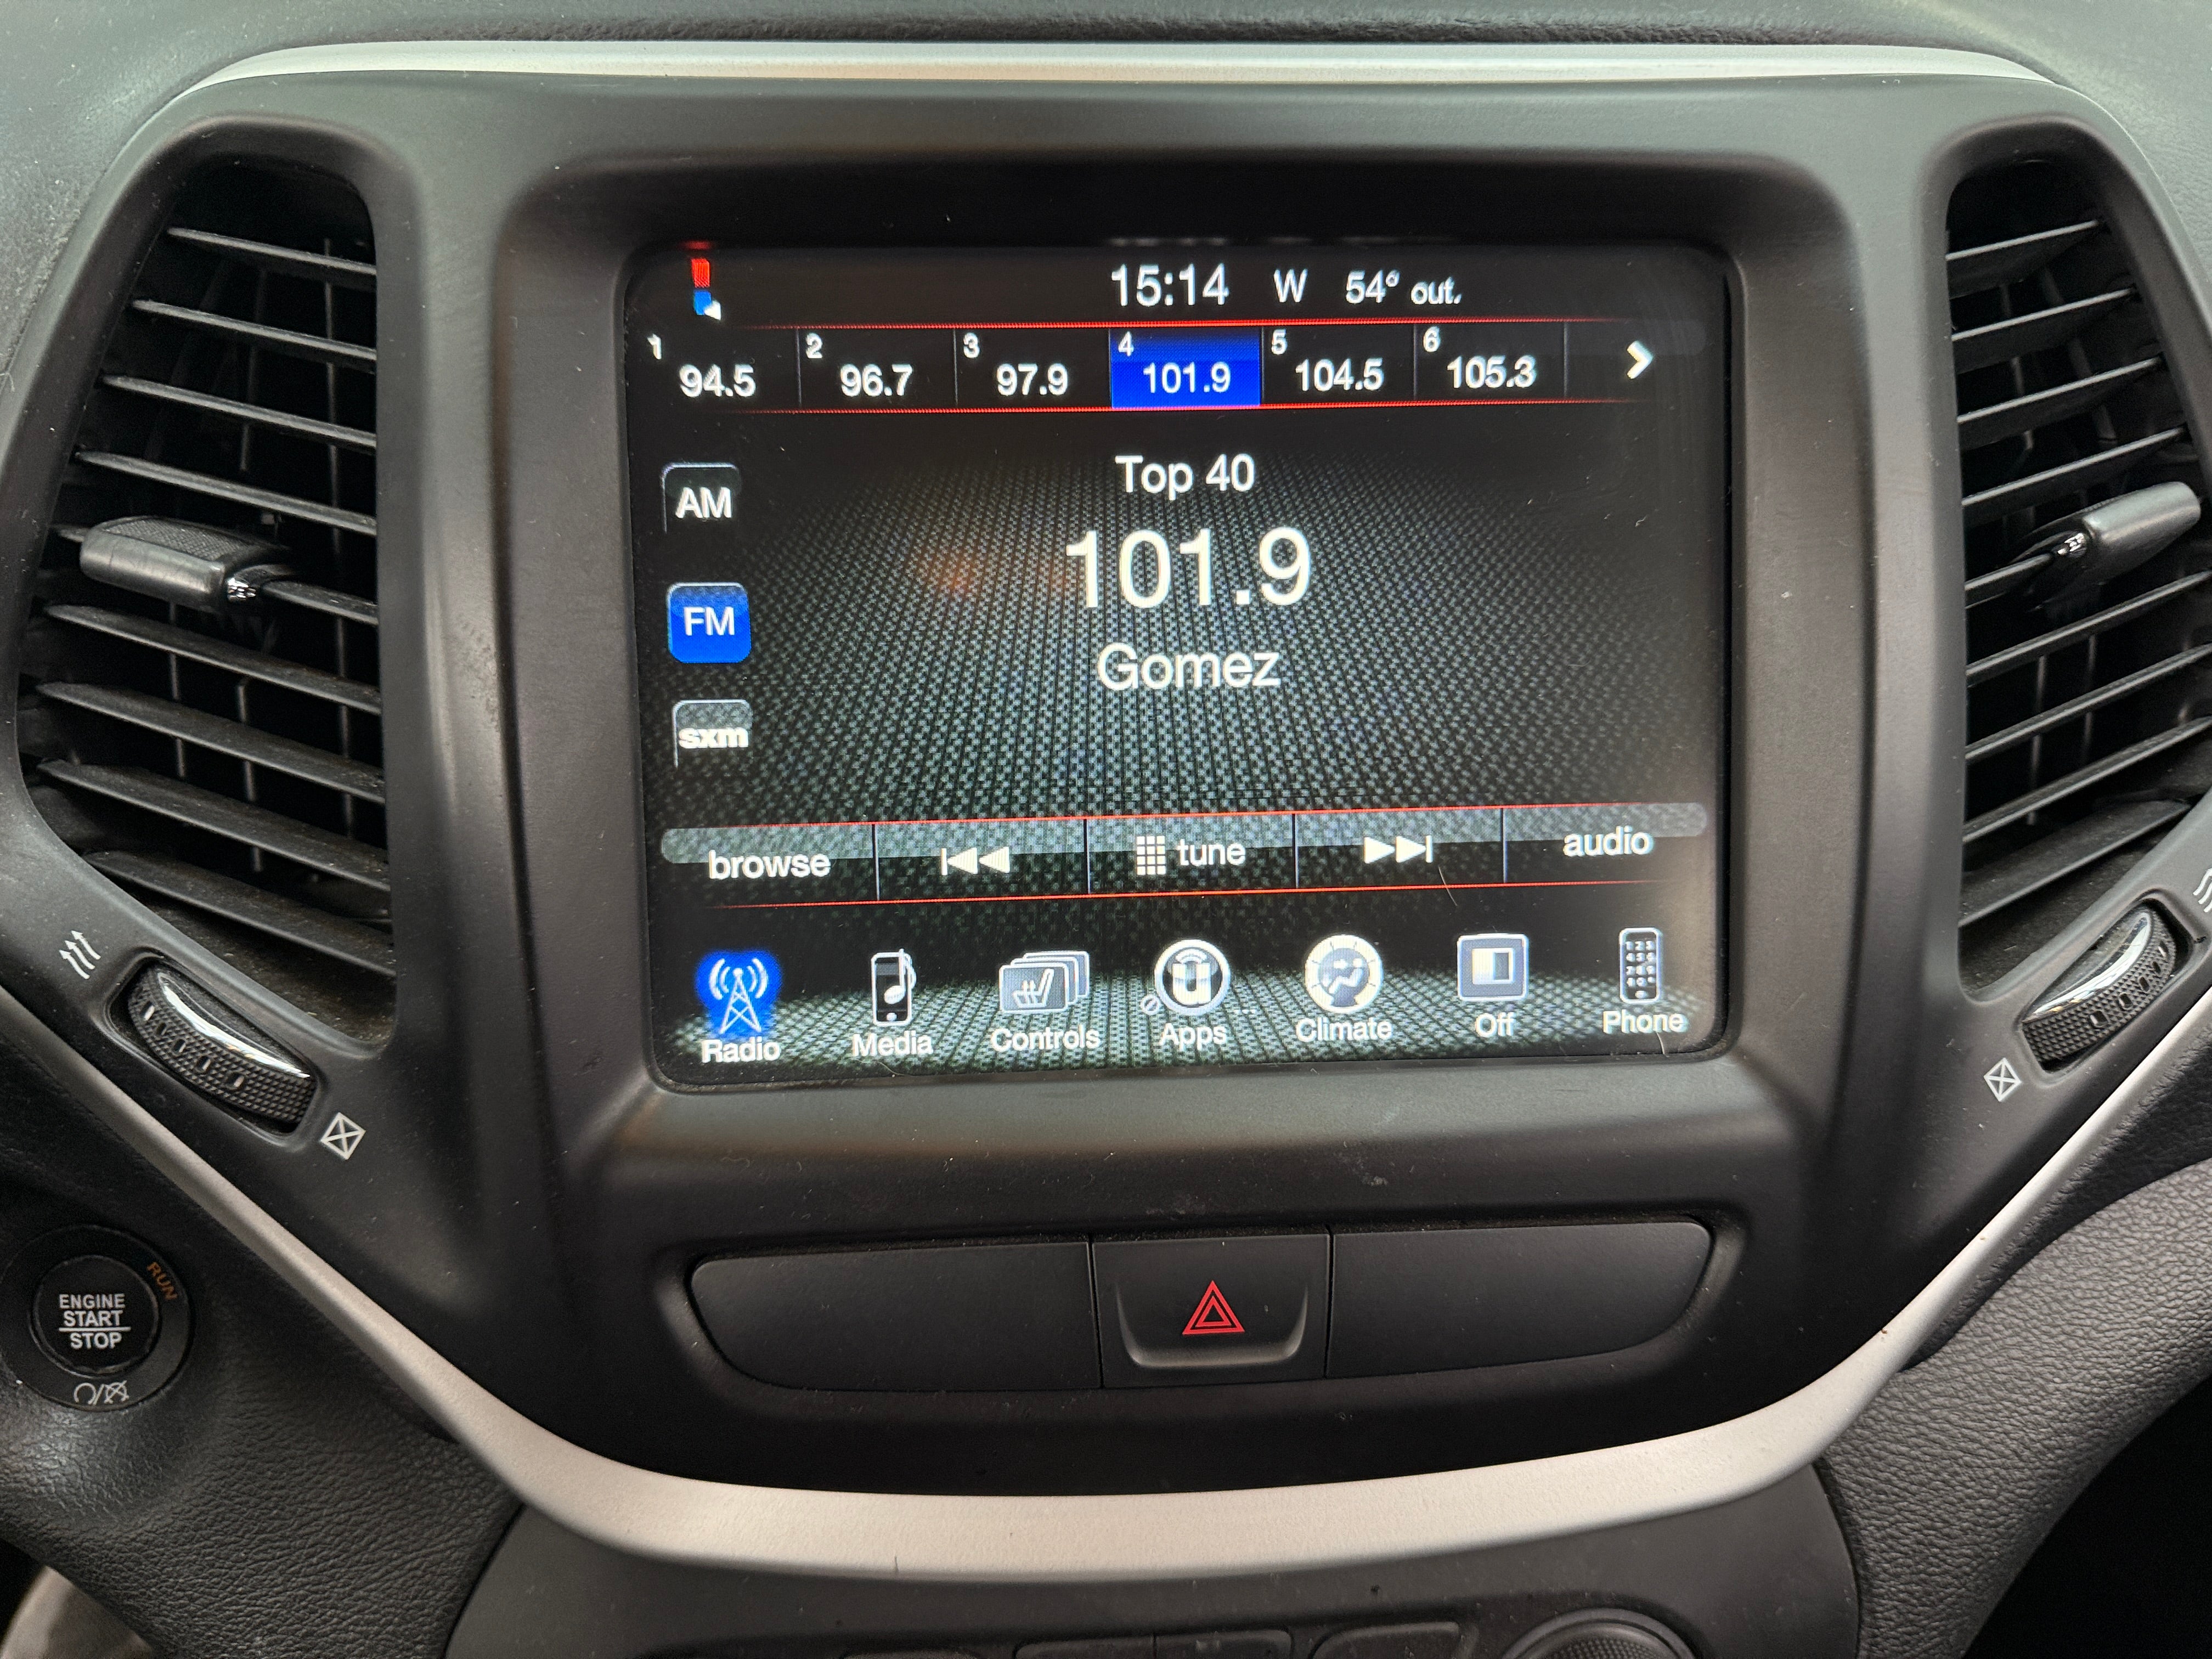 15:14 W 54° out.
1 94.5 2 96.7 3 97.9 4 101.9 5 104.5 6 105.3
Top 40
AM
101.9
FM
Gomez
sxm
browse tune audio
Radio Media Controls Apps Climate Off Phone
RUN
ENGINE
START
STOP